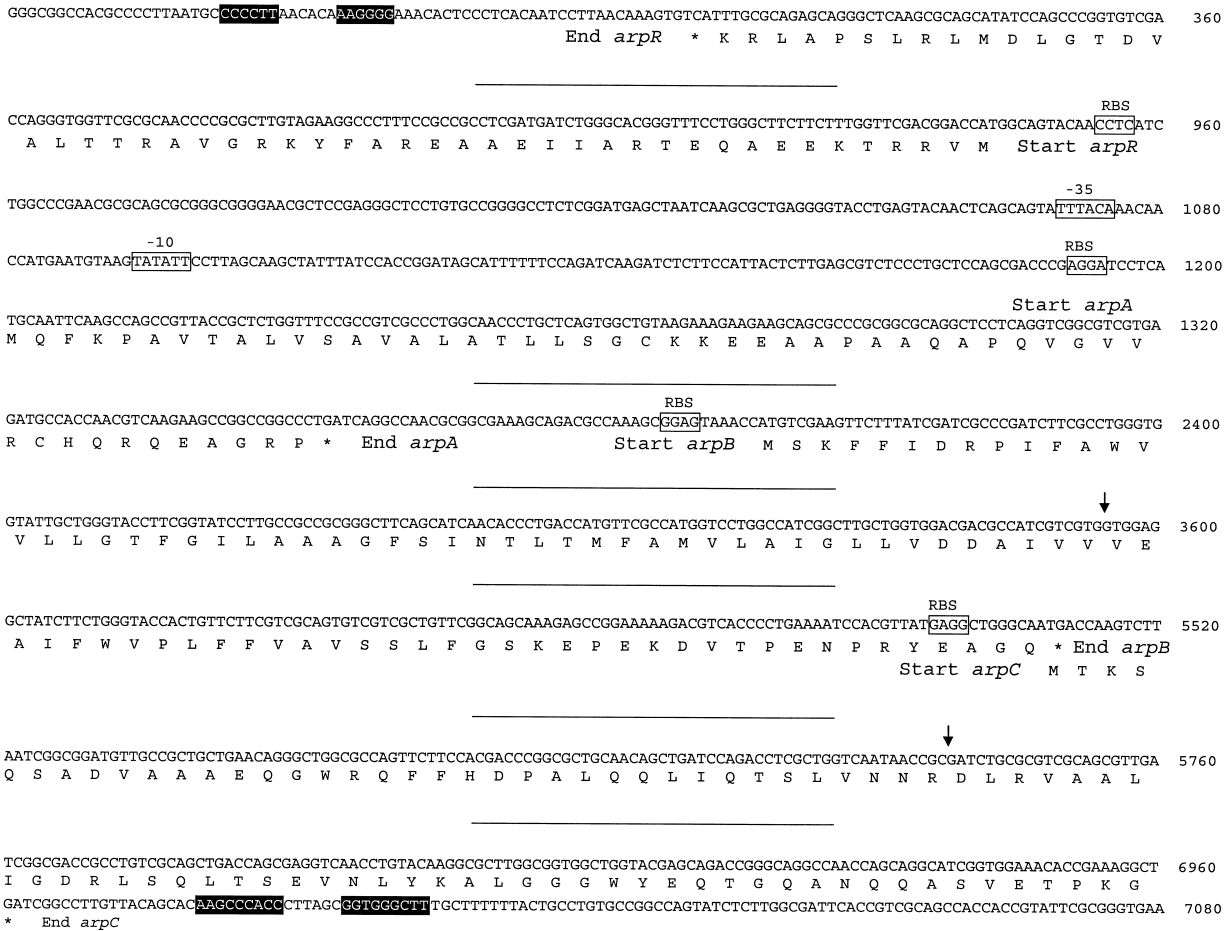 GGGCGGCCACGCCCCTTAATGCCCCCTTAACACAAAGGGGAAACACTCCCTCACAATCCTTAACAAAGTGTCATTTGCGCAGAGCAGGGCTCAAGCGCAGCATATCCAGCCCGGTGTCGA 360
End arpR * K R L A P S L R L M D L G T D V
RBS
CCAGGGTGGTTCGCGCAACCCCGCGCTTGTAGAAGGCCCTTTCCGCCGCCTCGATGATCTGGGCACGGGTTTCCTGGGCTTCTTCTTTGGTTCGACGGACCATGGCAGTACAACCTCATC 960
A L T T R A V G R K Y F A R E A A E I I A R T E Q A E E K T R R V M Start arpR
-35
TGGCCCGAACGCGCAGCGCGGGCGGGGAACGCTCCGAGGGCTCCTGTGCCGGGGCCTCTCGGATGAGCTAATCAAGCGCTGAGGGGTACCTGAGTACAACTCAGCAGTATTTACAAACAA 1080
-10 RBS
CCATGAATGTAAGTATATTCCTTAGCAAGCTATTTATCCACCGGATAGCATTTTTTCCAGATCAAGATCTCTTCCATTACTCTTGAGCGTCTCCCTGCTCCAGCGACCCGAGGATCCTCA 1200
Start arpA
TGCAATTCAAGCCAGCCGTTACCGCTCTGGTTTCCGCCGTCGCCCTGGCAACCCTGCTCAGTGGCTGTAAGAAAGAAGAAGCAGCGCCCGCGGCGCAGGCTCCTCAGGTCGGCGTCGTGA 1320
M Q F K P A V T A L V S A V A L A T L L S G C K K E E A A P A A Q A P Q V G V V
RBS
GATGCCACCAACGTCAAGAAGCCGGCCGGCCCTGATCAGGCCAACGCGGCGAAAGCAGACGCCAAAGCGGAGTAAACCATGTCGAAGTTCTTTATCGATCGCCCGATCTTCGCCTGGGTG 2400
R C H Q R Q E A G R P * End arpA Start arpB M S K F F I D R P I F A W V
GTATTGCTGGGTACCTTCGGTATCCTTGCCGCCGCGGGCTTCAGCATCAACACCCTGACCATGTTCGCCATGGTCCTGGCCATCGGCTTGCTGGTGGACGACGCCATCGTCGTGGTGGAG 3600
V L L G T F G I L A A A G F S I N T L T M F A M V L A I G L L V D D A I V V V E
RBS
GCTATCTTCTGGGTACCACTGTTCTTCGTCGCAGTGTCGTCGCTGTTCGGCAGCAAAGAGCCGGAAAAAGACGTCACCCCTGAAAATCCACGTTATGAGGCTGGGCAATGACCAAGTCTT 5520
A I F W V P L F F V A V S S L F G S K E P E K D V T P E N P R Y E A G Q * End arpB
Start arpC M T K S
AATCGGCGGATGTTGCCGCTGCTGAACAGGGCTGGCGCCAGTTCTTCCACGACCCGGCGCTGCAACAGCTGATCCAGACCTCGCTGGTCAATAACCGCGATCTGCGCGTCGCAGCGTTGA 5760
Q S A D V A A A E Q G W R Q F F H D P A L Q Q L I Q T S L V N N R D L R V A A L
TCGGCGACCGCCTGTCGCAGCTGACCAGCGAGGTCAACCTGTACAAGGCGCTTGGCGGTGGCTGGTACGAGCAGACCGGGCAGGCCAACCAGCAGGCATCGGTGGAAACACCGAAAGGCT 6960
I G D R L S Q L T S E V N L Y K A L G G G W Y E Q T G Q A N Q Q A S V E T P K G
GATCGGCCTTGTTACAGCACAAGCCCACCCTTAGCGGTGGGCTTTGCTTTTTTACTGCCTGTGCCGGCCAGTATCTCTTGGCGATTCACCGTCGCAGCCACCACCGTATTCGCGGGTGAA 7080
* End arpC